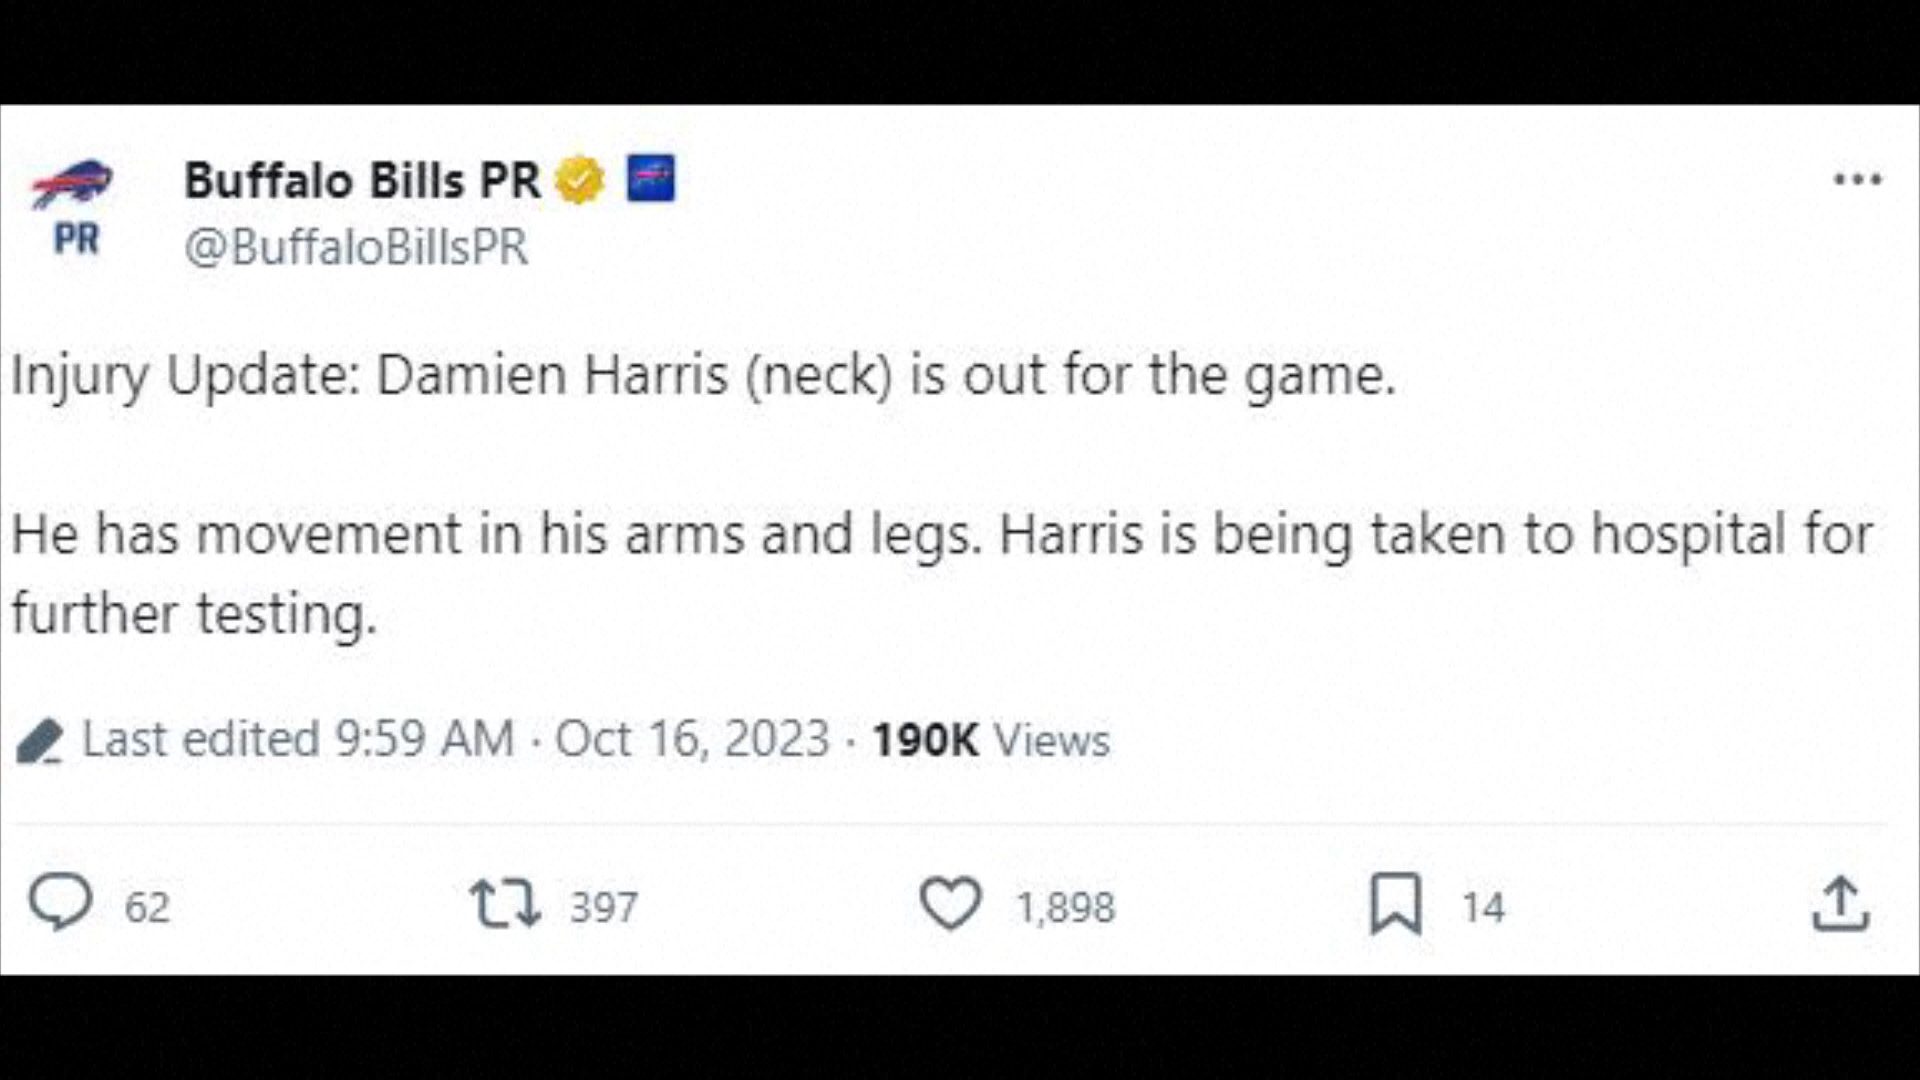 Buffalo Bills PR
PR
@BuffaloBillsPR
Injury Update: Damien Harris (neck) is out for the game.
He has movement in his arms and legs. Harris is being taken to hospital for
further testing.
Last edited 9:59 AM · Oct 16, 2023 · 190K Views
62 397 1,898 14